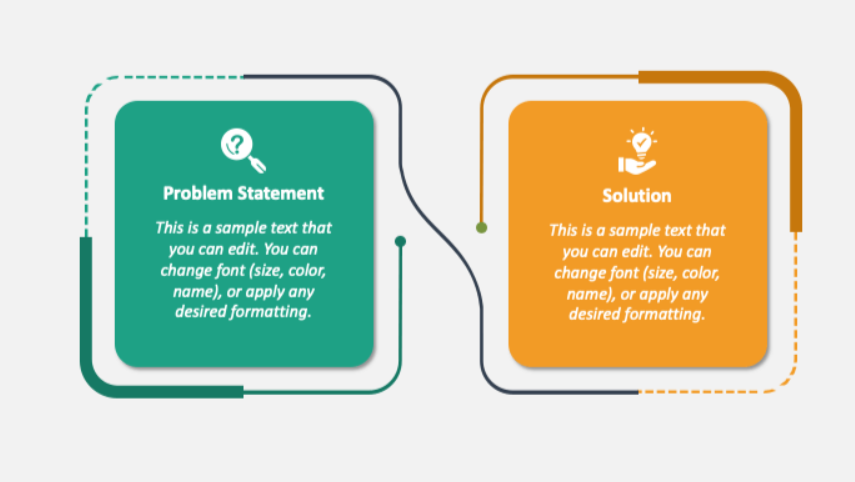 Problem Statement
This is a sample text that
you can edit. You can
change font (size, color,
name), or apply any
desired formatting.
Solution
This is a sample text that
you can edit. You can
change font (size, color,
name), or apply any
desired formatting.